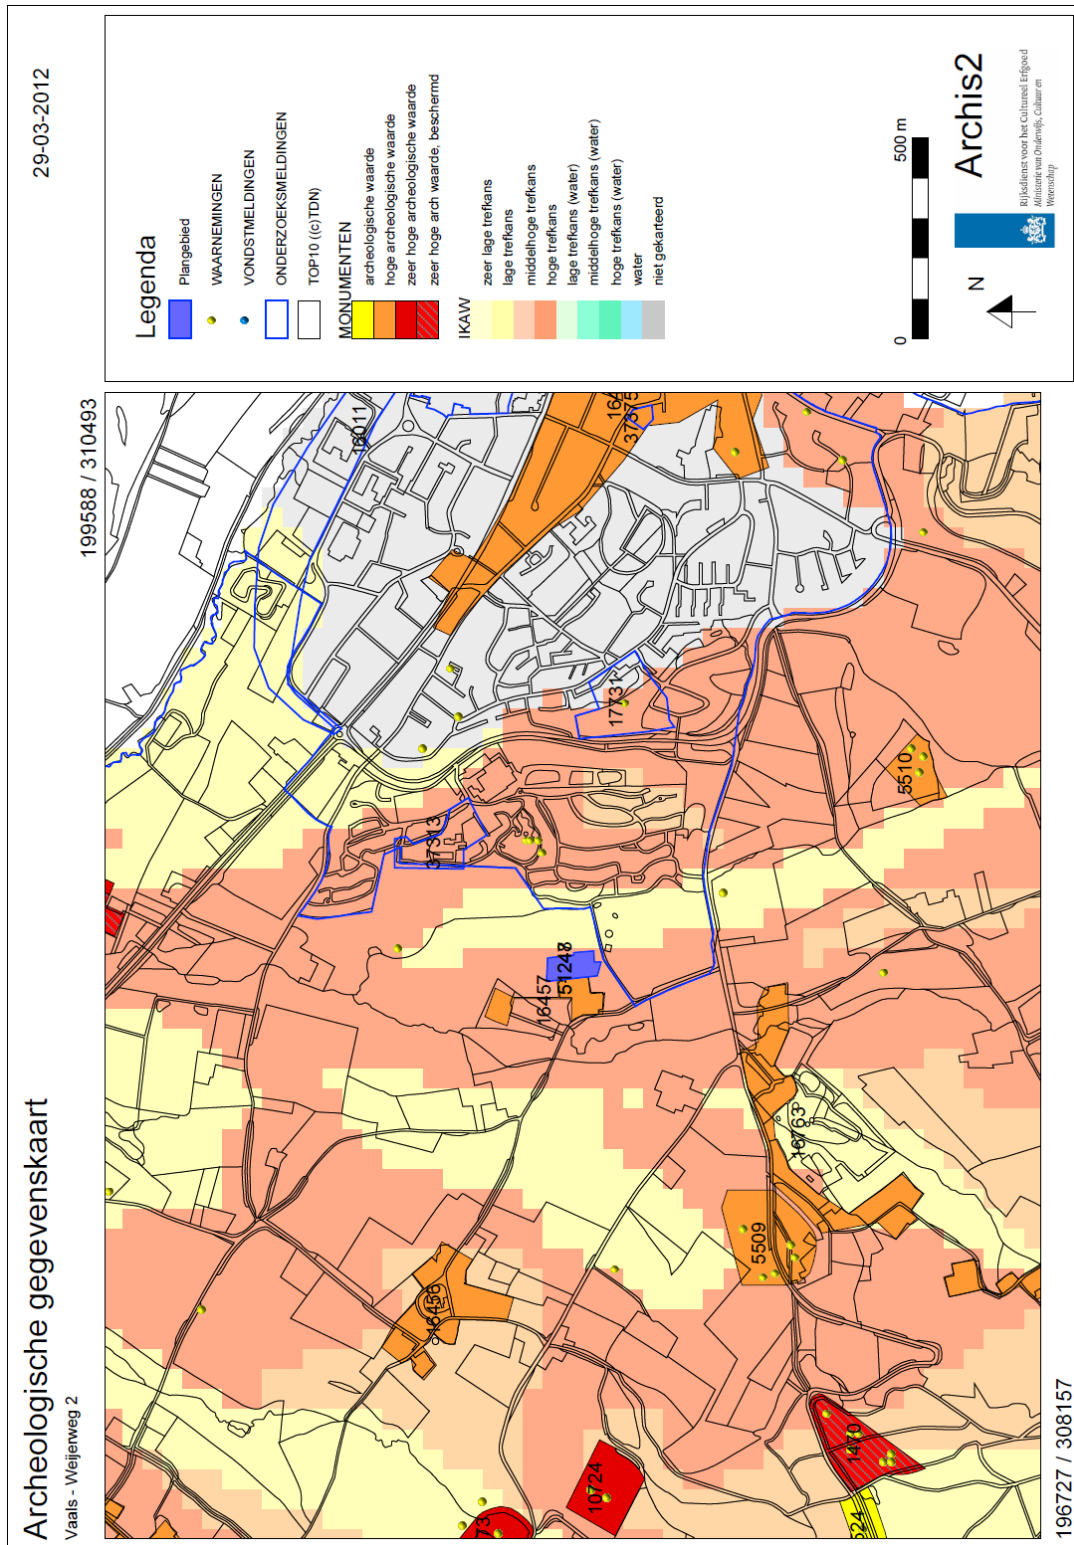 Archeologische gegevenskaart
Vaals - Weijerweg 2
29-03-2012
199588 / 310493
196727 / 308157
16011
16457
51248
37313
17731
5510
16763
5509
16456
10724
1470
Legenda
Plangebied
WAARNEMINGEN
VONDSTMELDINGEN
ONDERZOEKSMELDINGEN
TOP10 ((c)TDN)
MONUMENTEN
archeologische waarde
hoge archeologische waarde
zeer hoge archeologische waarde
zeer hoge arch waarde, beschermd
IKAW
zeer lage trefkans
lage trefkans
middelhoge trefkans
hoge trefkans
lage trefkans (water)
middelhoge trefkans (water)
hoge trefkans (water)
water
niet gekarteerd
0
500 m
N
Archis2
Rijksdienst voor het Cultureel Erfgoed
Ministerie van Onderwijs, Cultuur en
Wetenschap